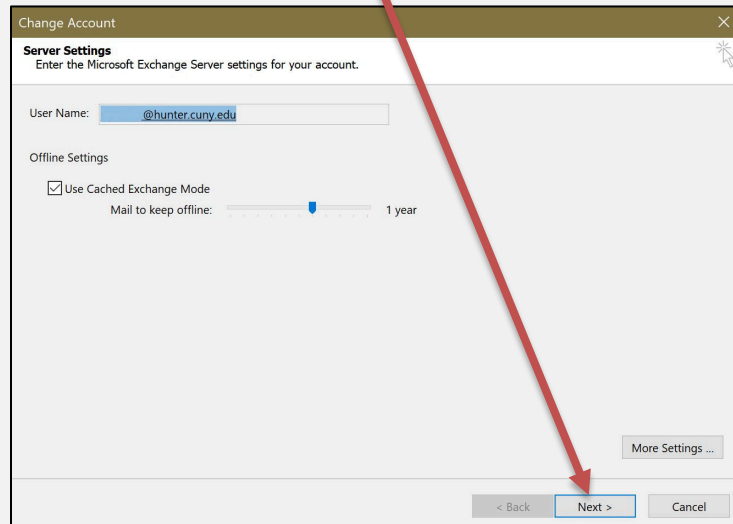 Change Account
Server Settings
Enter the Microsoft Exchange Server settings for your account.
User Name: @hunter.cuny.edu
Offline Settings
Use Cached Exchange Mode
Mail to keep offline: 1 year
More Settings ...
< Back Next > Cancel